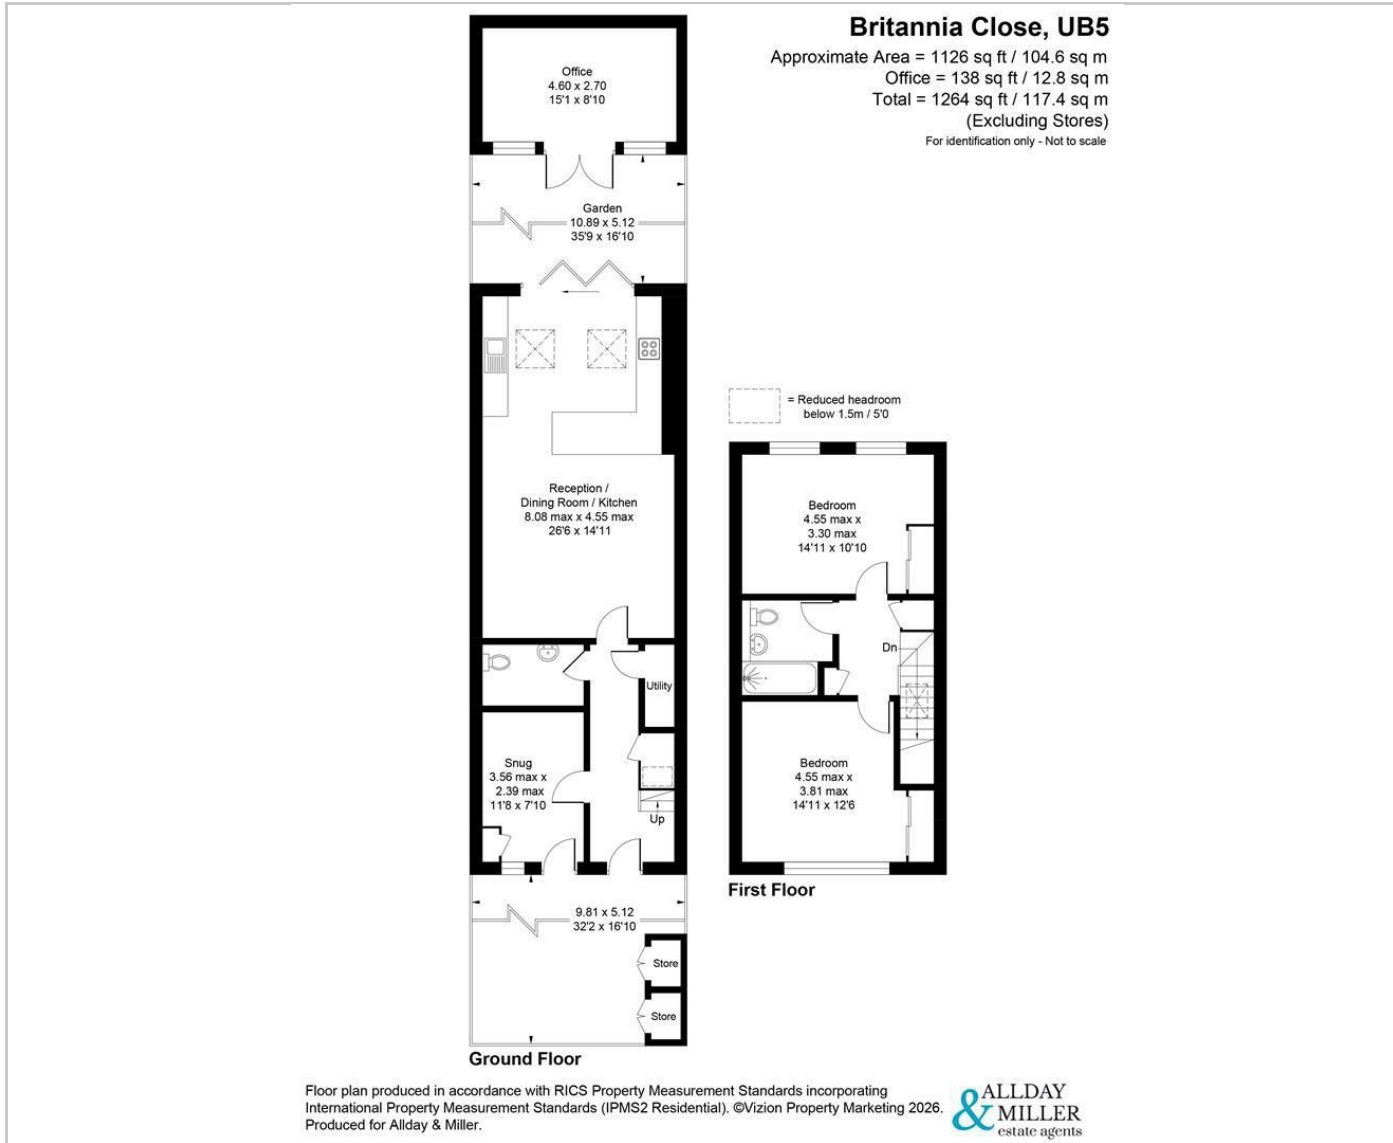 Britannia Close, UB5
Approximate Area = 1126 sq ft / 104.6 sq m
Office = 138 sq ft / 12.8 sq m
Total = 1264 sq ft / 117.4 sq m
(Excluding Stores)
For identification only - Not to scale
Office
4.60 x 2.70
15'1 x 8'10
Garden
10.89 x 5.12
35'9 x 16'10
= Reduced headroom
below 1.5m / 5'0
Reception /
Dining Room / Kitchen
8.08 max x 4.55 max
26'6 x 14'11
Utility
Snug
3.56 max x
2.39 max
11'8 x 7'10
Up
9.81 x 5.12
32'2 x 16'10
Store
Store
Ground Floor
Bedroom
4.55 max x
3.30 max
14'11 x 10'10
Dn
Bedroom
4.55 max x
3.81 max
14'11 x 12'6
First Floor
Floor plan produced in accordance with RICS Property Measurement Standards incorporating
International Property Measurement Standards (IPMS2 Residential). ©Vizion Property Marketing 2026.
Produced for Allday & Miller.
ALLDAY
& MILLER
estate agents